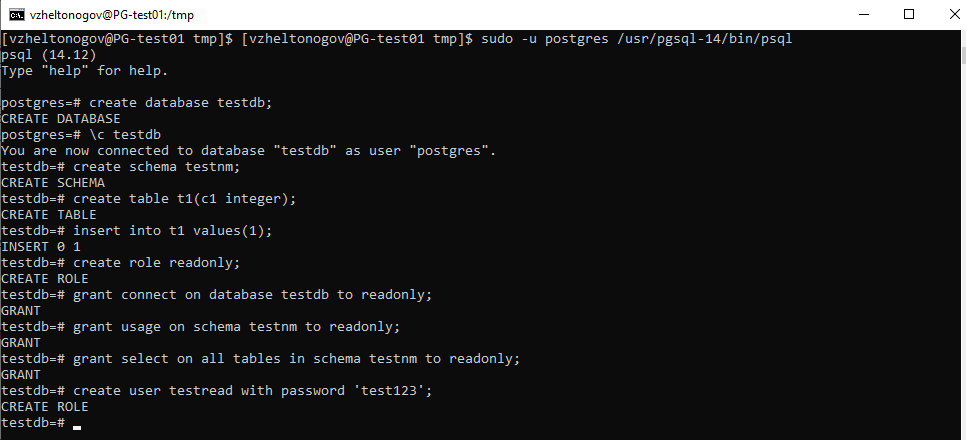 vzheltonogov@PG-test01:/tmp
[vzheltonogov@PG-test01 tmp]$ [vzheltonogov@PG-test01 tmp]$ sudo -u postgres /usr/pgsql-14/bin/psql
psql (14.12)
Type "help" for help.
postgres=# create database testdb;
CREATE DATABASE
postgres=# \c testdb
You are now connected to database "testdb" as user "postgres".
testdb=# create schema testnm;
CREATE SCHEMA
testdb=# create table t1(c1 integer);
CREATE TABLE
testdb=# insert into t1 values(1);
INSERT 0 1
testdb=# create role readonly;
CREATE ROLE
testdb=# grant connect on database testdb to readonly;
GRANT
testdb=# grant usage on schema testnm to readonly;
GRANT
testdb=# grant select on all tables in schema testnm to readonly;
GRANT
testdb=# create user testread with password 'test123';
CREATE ROLE
testdb=#